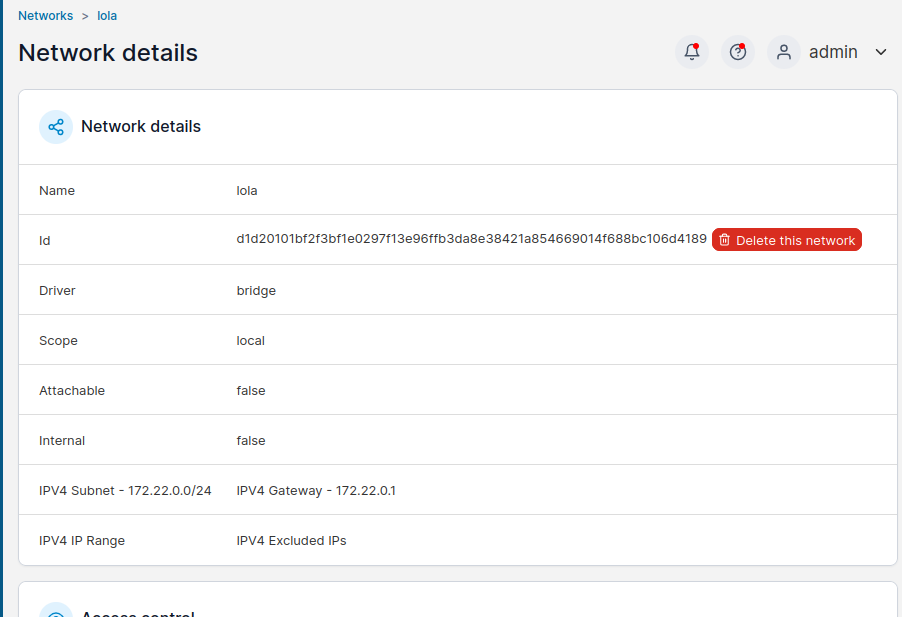 Networks > lola
Network details
admin
Network details
Name lola
Id d1d20101bf2f3bf1e0297f13e96ffb3da8e38421a854669014f688bc106d4189 Delete this network
Driver bridge
Scope local
Attachable false
Internal false
IPV4 Subnet - 172.22.0.0/24 IPV4 Gateway - 172.22.0.1
IPV4 IP Range IPV4 Excluded IPs
Access control